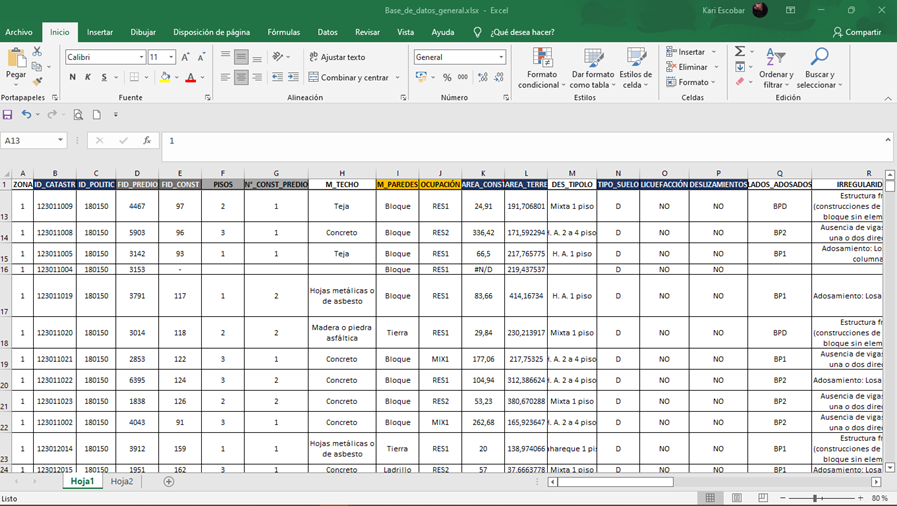 Base_de_datos_general.xlsx - Excel
Kari Escobar
Archivo Inicio Insertar Dibujar Disposición de página Fórmulas Datos Revisar Vista Ayuda ¿Qué desea hacer? Compartir
Calibri 11 Ajustar texto General Insertar
Pegar N K S Combinar y centrar % 000 Formato condicional Dar formato como tabla Estilos de celda Eliminar Ordenar y filtrar Buscar y seleccionar
Formato
Portapapeles Fuente Alineación Número Estilos Celdas Edición
A13 fx 1
A B C D E F G H I J K L M N O P Q R
1 ZONA ID_CATASTR ID_POLITIC FID_PREDIO FID_CONST PISOS N°_CONST_PREDIO M_TECHO M_PAREDES OCUPACIÓN AREA_CONST AREA_TERRE DES_TIPOLO TIPO_SUELO LICUEFACCIÓN DESLIZAMIENTOS LADOS_ADOSADOS IRREGULARID
13 1 123011009 180150 4467 97 2 1 Teja Bloque RES1 24,91 191,706801 Mixta 1 piso D NO NO BPD Estructura f (construcciones de bloque sin elem
14 1 123011008 180150 5903 96 3 1 Concreto Bloque RES2 336,42 171,592294 H. A. 2 a 4 piso D NO NO BP2 Ausencia de viga una o dos dire
15 1 123011005 180150 3142 93 1 1 Teja Bloque RES1 66,5 217,765775 H. A. 1 piso D NO NO BP1 Adosamiento: Lo columna
16 1 123011004 180150 3153 - Bloque RES1 #N/D 219,437537 D NO NO
17 1 123011019 180150 3791 117 1 2 Hojas metálicas o de asbesto Bloque RES1 83,66 414,16734 H. A. 1 piso D NO NO BP1 Adosamiento: Losa
18 1 123011020 180150 3014 118 2 2 Madera o piedra asfáltica Tierra RES1 29,84 230,213917 Mixta 1 piso D NO NO BPD Estructura f (construcciones de bloque sin elem
19 1 123011021 180150 2853 122 3 1 Concreto Bloque MIX1 177,06 217,75325 H. A. 2 a 4 piso D NO NO BP1 Ausencia de viga una o dos dire
20 1 123011022 180150 6395 124 3 2 Concreto Bloque RES1 104,94 312,386624 H. A. 2 a 4 piso D NO NO BP2 Adosamiento: Losa
21 1 123011023 180150 1838 126 2 2 Concreto Bloque RES2 53,23 380,670288 Mixta 1 piso D NO NO BP2 Ausencia de viga una o dos dire
22 1 123011002 180150 4043 91 3 1 Concreto Bloque RES1 262,68 165,923647 H. A. 2 a 4 piso D NO NO BP2 Ausencia de viga una o dos dire
23 1 123012014 180150 3912 159 1 1 Hojas metálicas o de asbesto Tierra RES1 20 138,974066 ahareque 1 pis D NO NO BP1 Estructura f (construcciones de bloque sin elem
24 1 123012015 180150 1951 162 3 1 Concreto Ladrillo RES2 57 37,6663778 Mixta 1 piso D NO NO BP1 Adosamiento: Losa
Hoja1 Hoja2
Listo 80 %